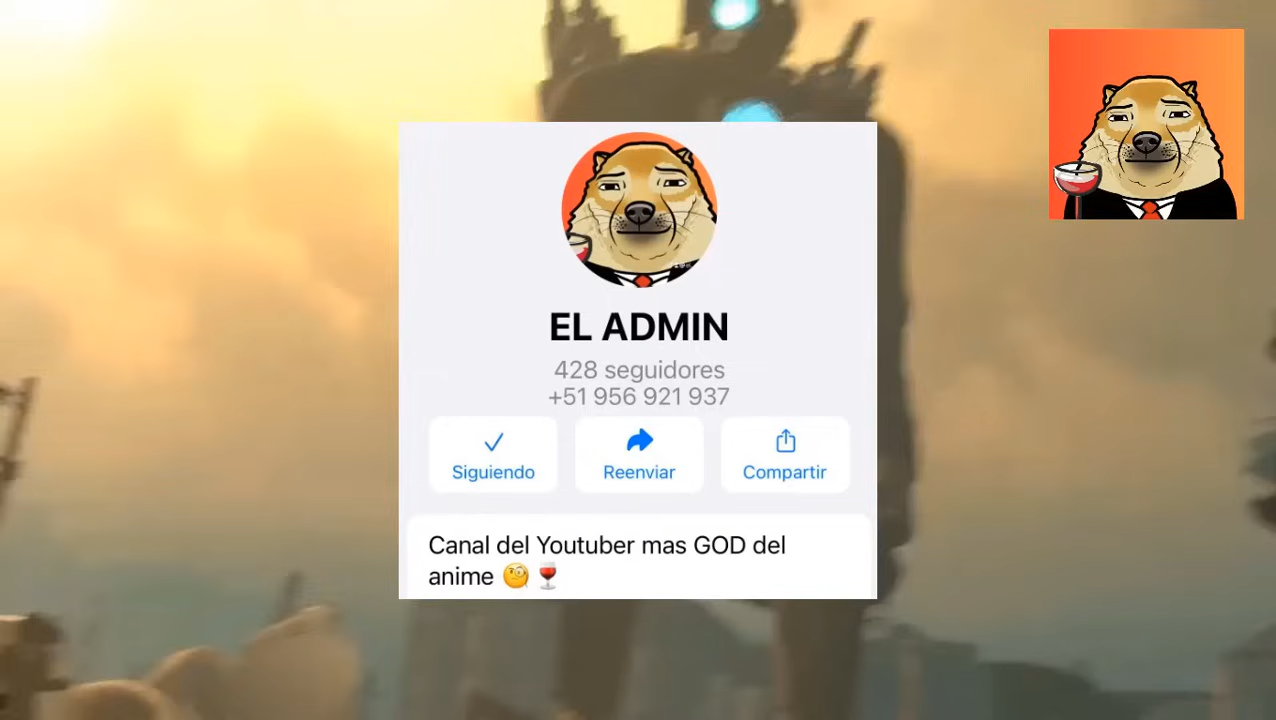 EL ADMIN
428 seguidores
+51 956 921 937
Siguiendo
Reenviar
Compartir
Canal del Youtuber mas GOD del
anime 🧐🍷